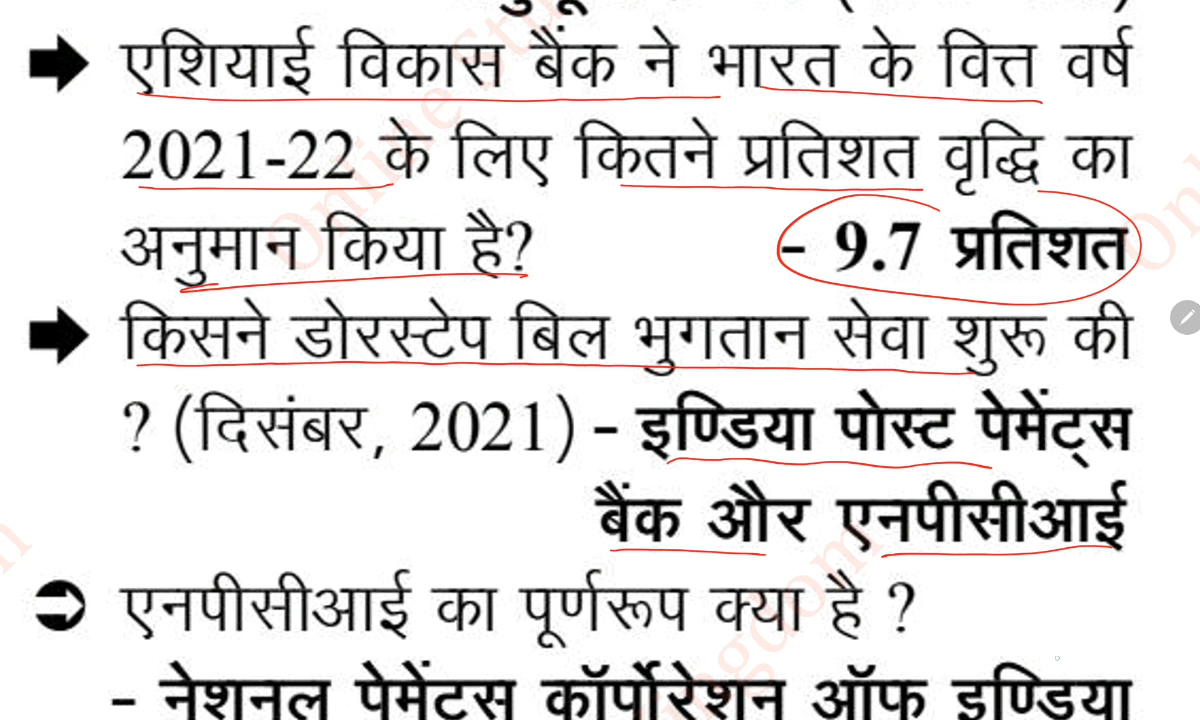 ➡ एशियाई विकास बैंक ने भारत के वित्त वर्ष
2021-22 के लिए कितने प्रतिशत वृद्धि का
अनुमान किया है? - 9.7 प्रतिशत
➡ किसने डोरस्टेप बिल भुगतान सेवा शुरू की
? (दिसंबर, 2021) - इण्डिया पोस्ट पेमेंट्स
बैंक और एनपीसीआई
➲ एनपीसीआई का पूर्णरूप क्या है ?
- नेशनल पेमेंटस कॉर्पोरेशन ऑफ इण्डिया